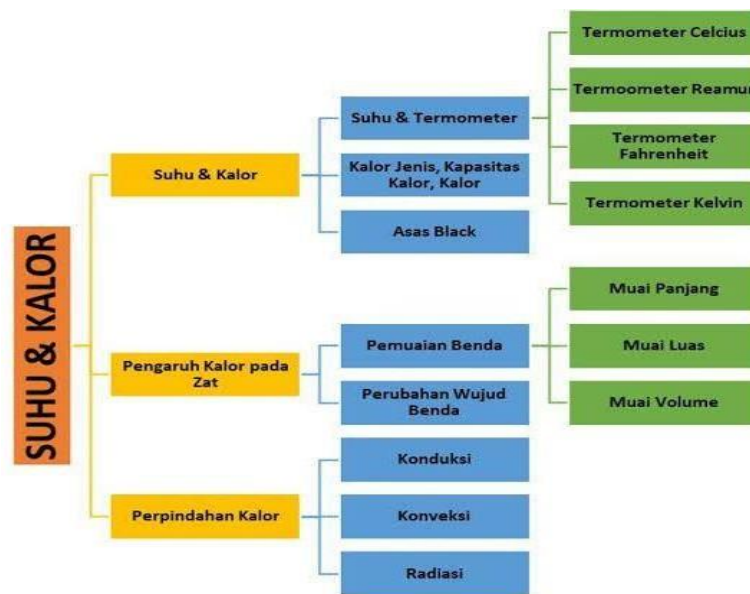 SUHU & KALOR
Suhu & Kalor
Suhu & Termometer
Termometer Celcius
Termoometer Reamur
Termometer
Fahrenheit
Termometer Kelvin
Kalor Jenis, Kapasitas
Kalor, Kalor
Asas Black
Pengaruh Kalor pada
Zat
Pemuaian Benda
Muai Panjang
Muai Luas
Muai Volume
Perubahan Wujud
Benda
Perpindahan Kalor
Konduksi
Konveksi
Radiasi